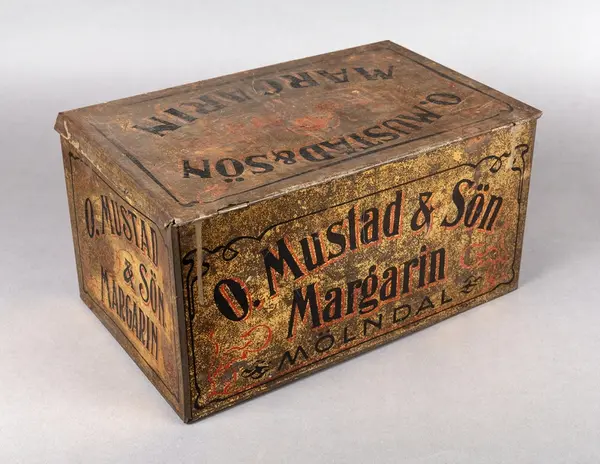 MARGARIN
O. MUSTAD & SÖN
O. MUSTAD
& SÖN
MARGARIN
O. Mustad & Sön
Margarin
MÖLNDAL